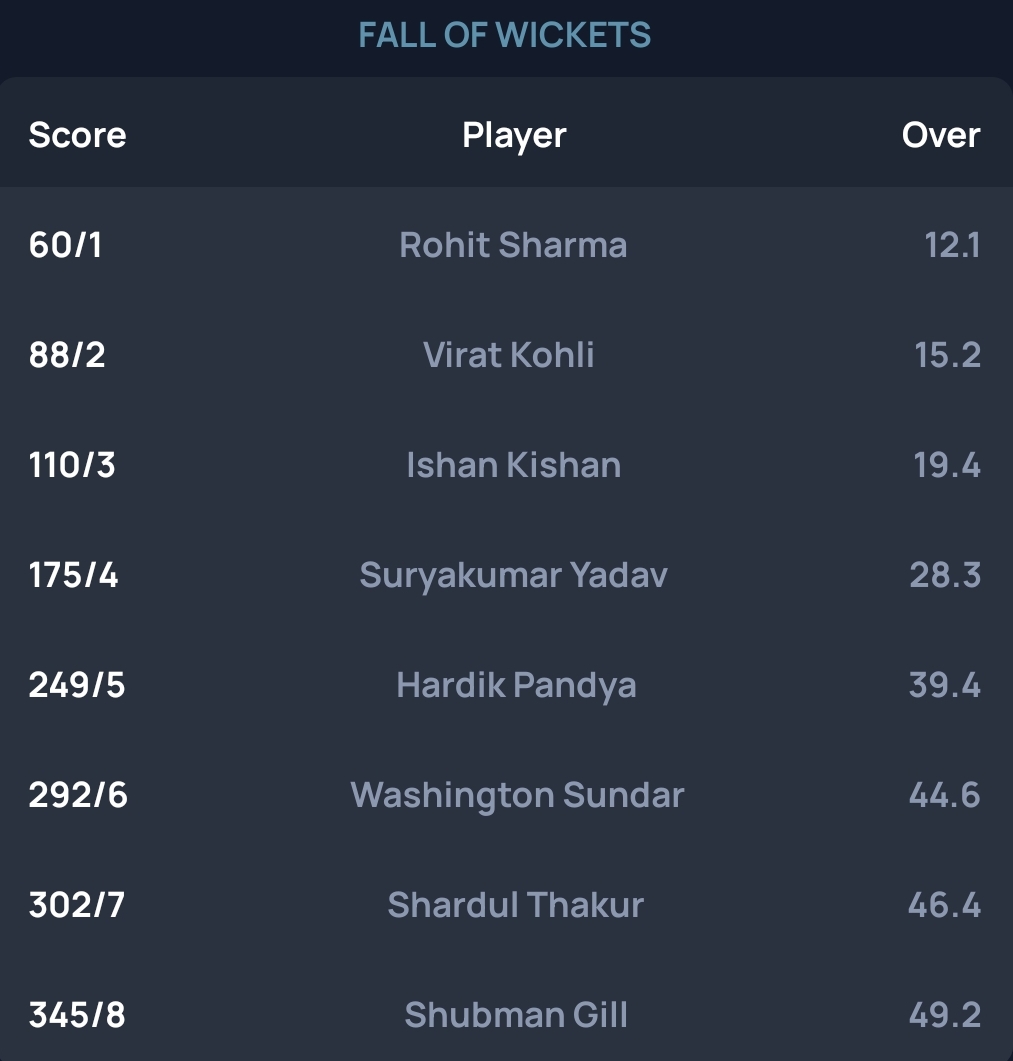 FALL OF WICKETS
Score Player Over
60/1 Rohit Sharma 12.1
88/2 Virat Kohli 15.2
110/3 Ishan Kishan 19.4
175/4 Suryakumar Yadav 28.3
249/5 Hardik Pandya 39.4
292/6 Washington Sundar 44.6
302/7 Shardul Thakur 46.4
345/8 Shubman Gill 49.2